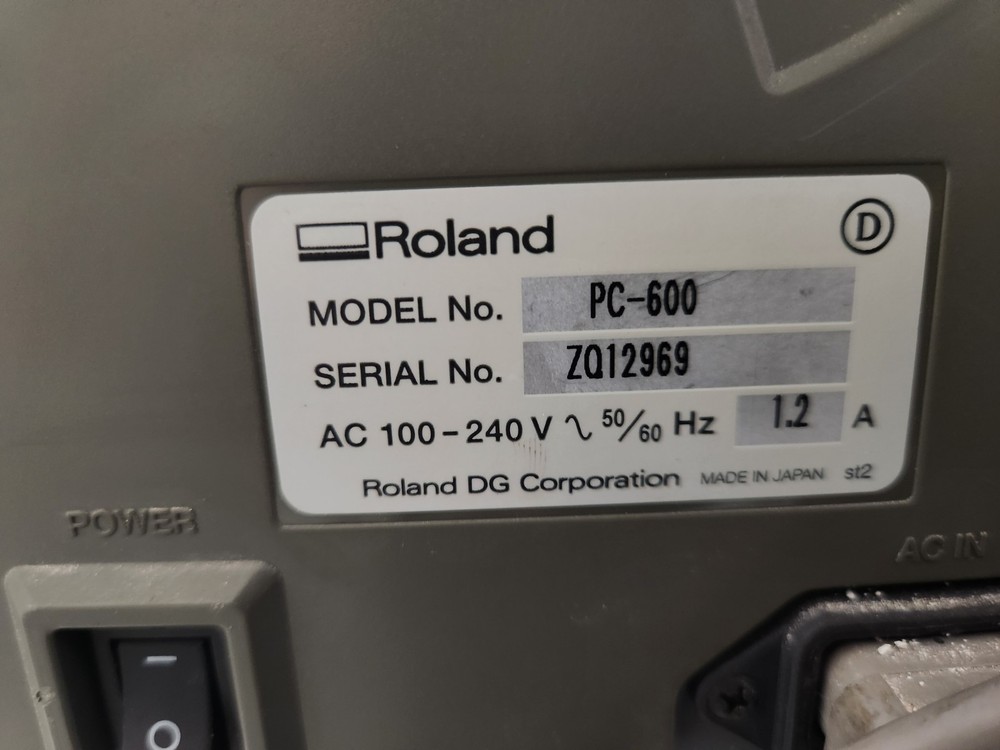 Roland
D
MODEL No. PC-600
SERIAL No. ZQ12969
AC 100-240 V ∿ 50/60 Hz 1.2 A
Roland DG Corporation MADE IN JAPAN st2
POWER
AC IN